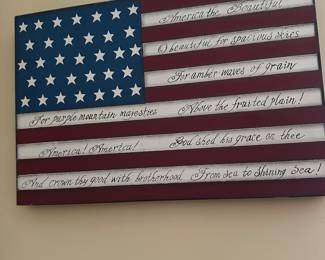 America the Beautiful
O beautiful for spacious skies
For amber waves of grain
For purple mountain majesties Above the fruited plain!
America! America! God shed his grace on thee
And crown thy good with brotherhood From sea to shining sea!